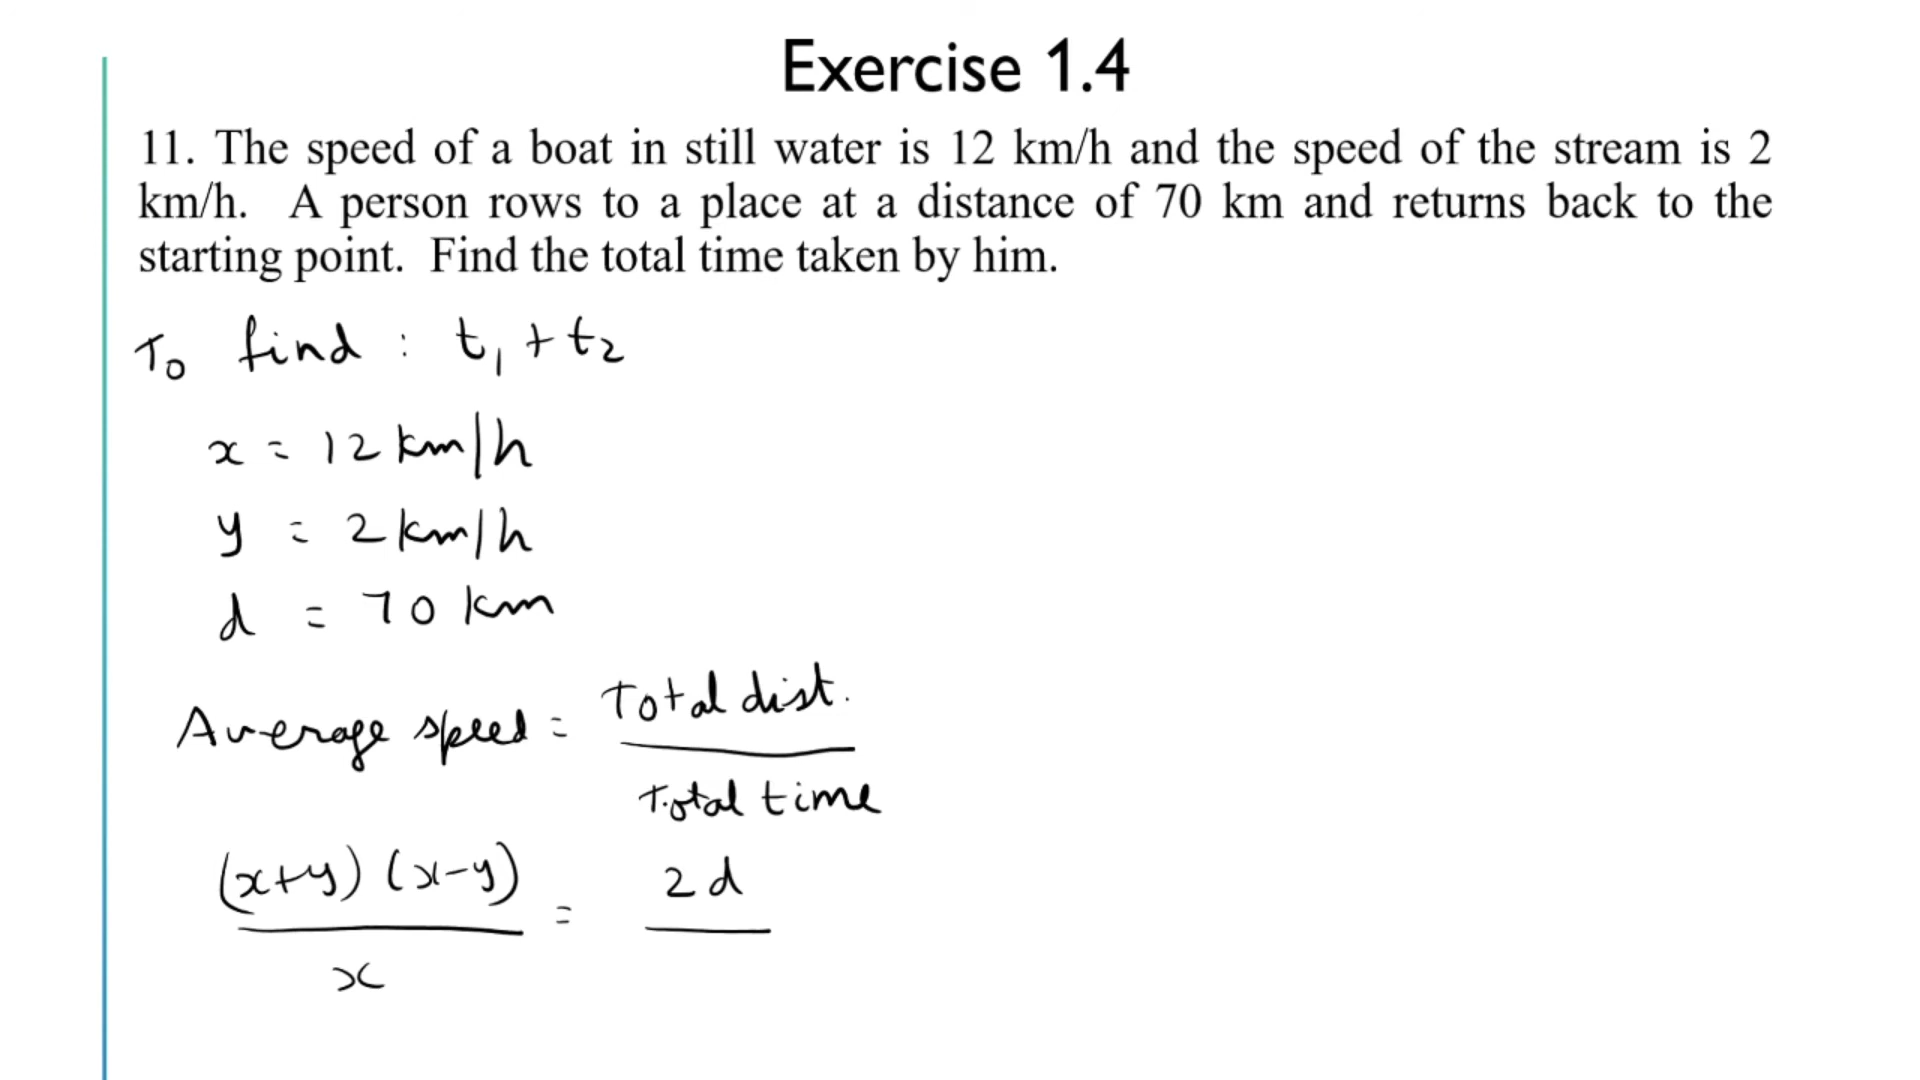 Exercise 1.4
11. The speed of a boat in still water is 12 km/h and the speed of the stream is 2
km/h. A person rows to a place at a distance of 70 km and returns back to the
starting point. Find the total time taken by him.
To find : t₁ + t₂
x = 12 km/h
y = 2 km/h
d = 70 km
Average speed = Total dist.
Total time
(x+y) (x-y) = 2d
x